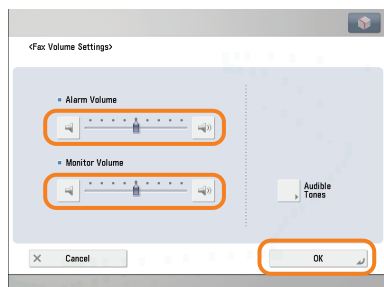 <Fax Volume Settings>
Alarm Volume
Monitor Volume
Audible
Tones
Cancel
OK